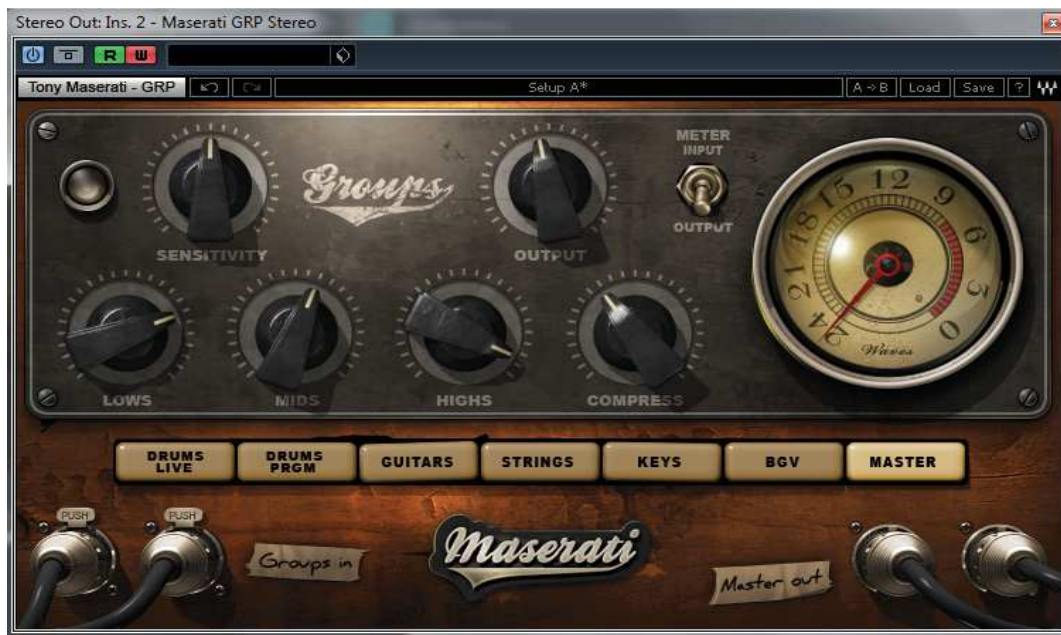 Stereo Out: Ins. 2 - Maserati GRP Stereo
R W
Tony Maserati - GRP Setup A* A->B Load Save ?
METER
INPUT
OUTPUT
Groups
SENSITIVITY
OUTPUT
LOWS
MIDS
HIGHS
COMPRESS
24 21 18 15 12 9 6 3 0
Waves
DRUMS
LIVE
DRUMS
PRGM
GUITARS
STRINGS
KEYS
BGV
MASTER
PUSH
PUSH
Groups in
Maserati
Master out